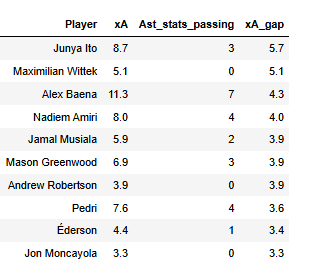 Player xA Ast_stats_passing xA_gap
Junya Ito 8.7 3 5.7
Maximilian Wittek 5.1 0 5.1
Alex Baena 11.3 7 4.3
Nadiem Amiri 8.0 4 4.0
Jamal Musiala 5.9 2 3.9
Mason Greenwood 6.9 3 3.9
Andrew Robertson 3.9 0 3.9
Pedri 7.6 4 3.6
Éderson 4.4 1 3.4
Jon Moncayola 3.3 0 3.3